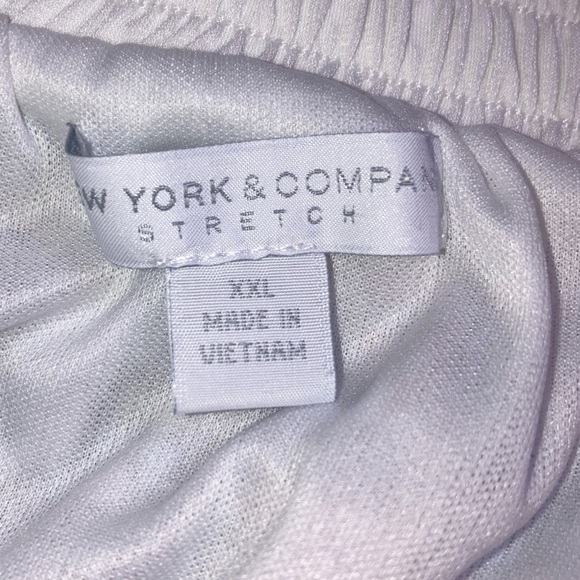 W YORK & COMPAN
STRETCH
XXL
MADE IN
VIETNAM